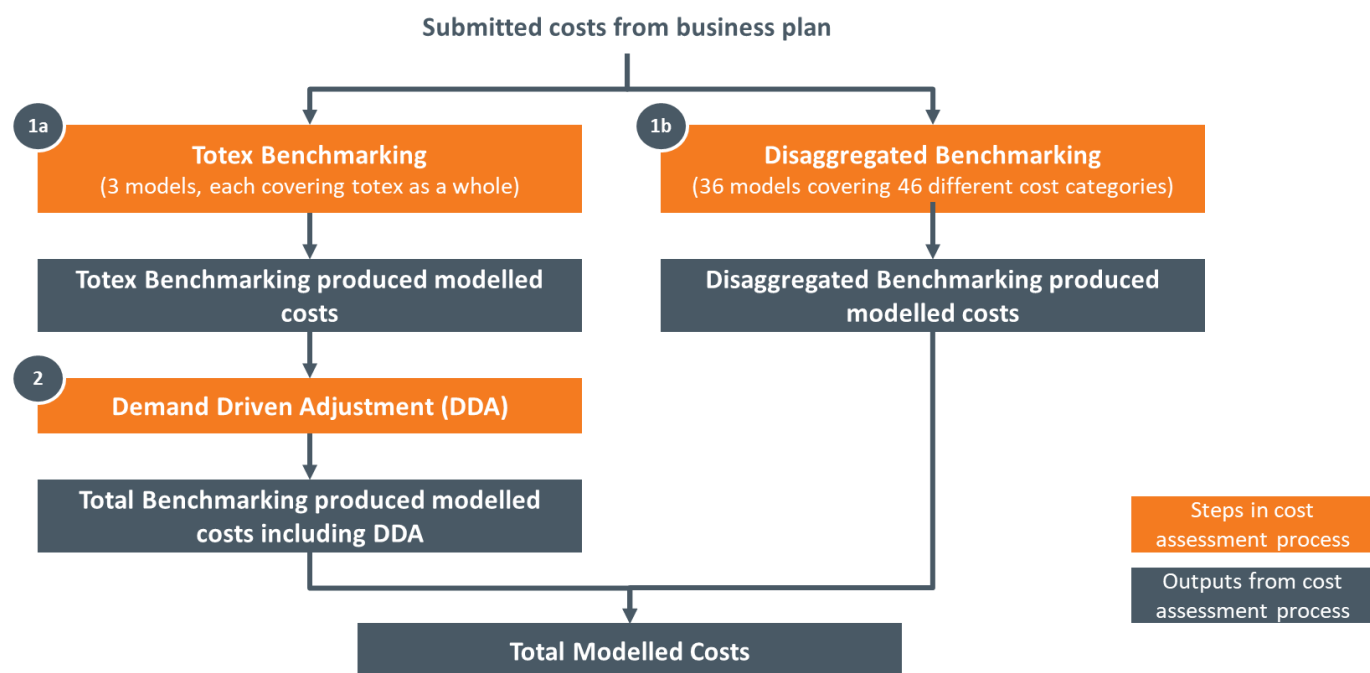 Submitted costs from business plan
1a
Totex Benchmarking
(3 models, each covering totex as a whole)
1b
Disaggregated Benchmarking
(36 models covering 46 different cost categories)
Totex Benchmarking produced modelled
costs
Disaggregated Benchmarking produced
modelled costs
2
Demand Driven Adjustment (DDA)
Total Benchmarking produced modelled
costs including DDA
Steps in cost
assessment process
Outputs from cost
assessment process
Total Modelled Costs